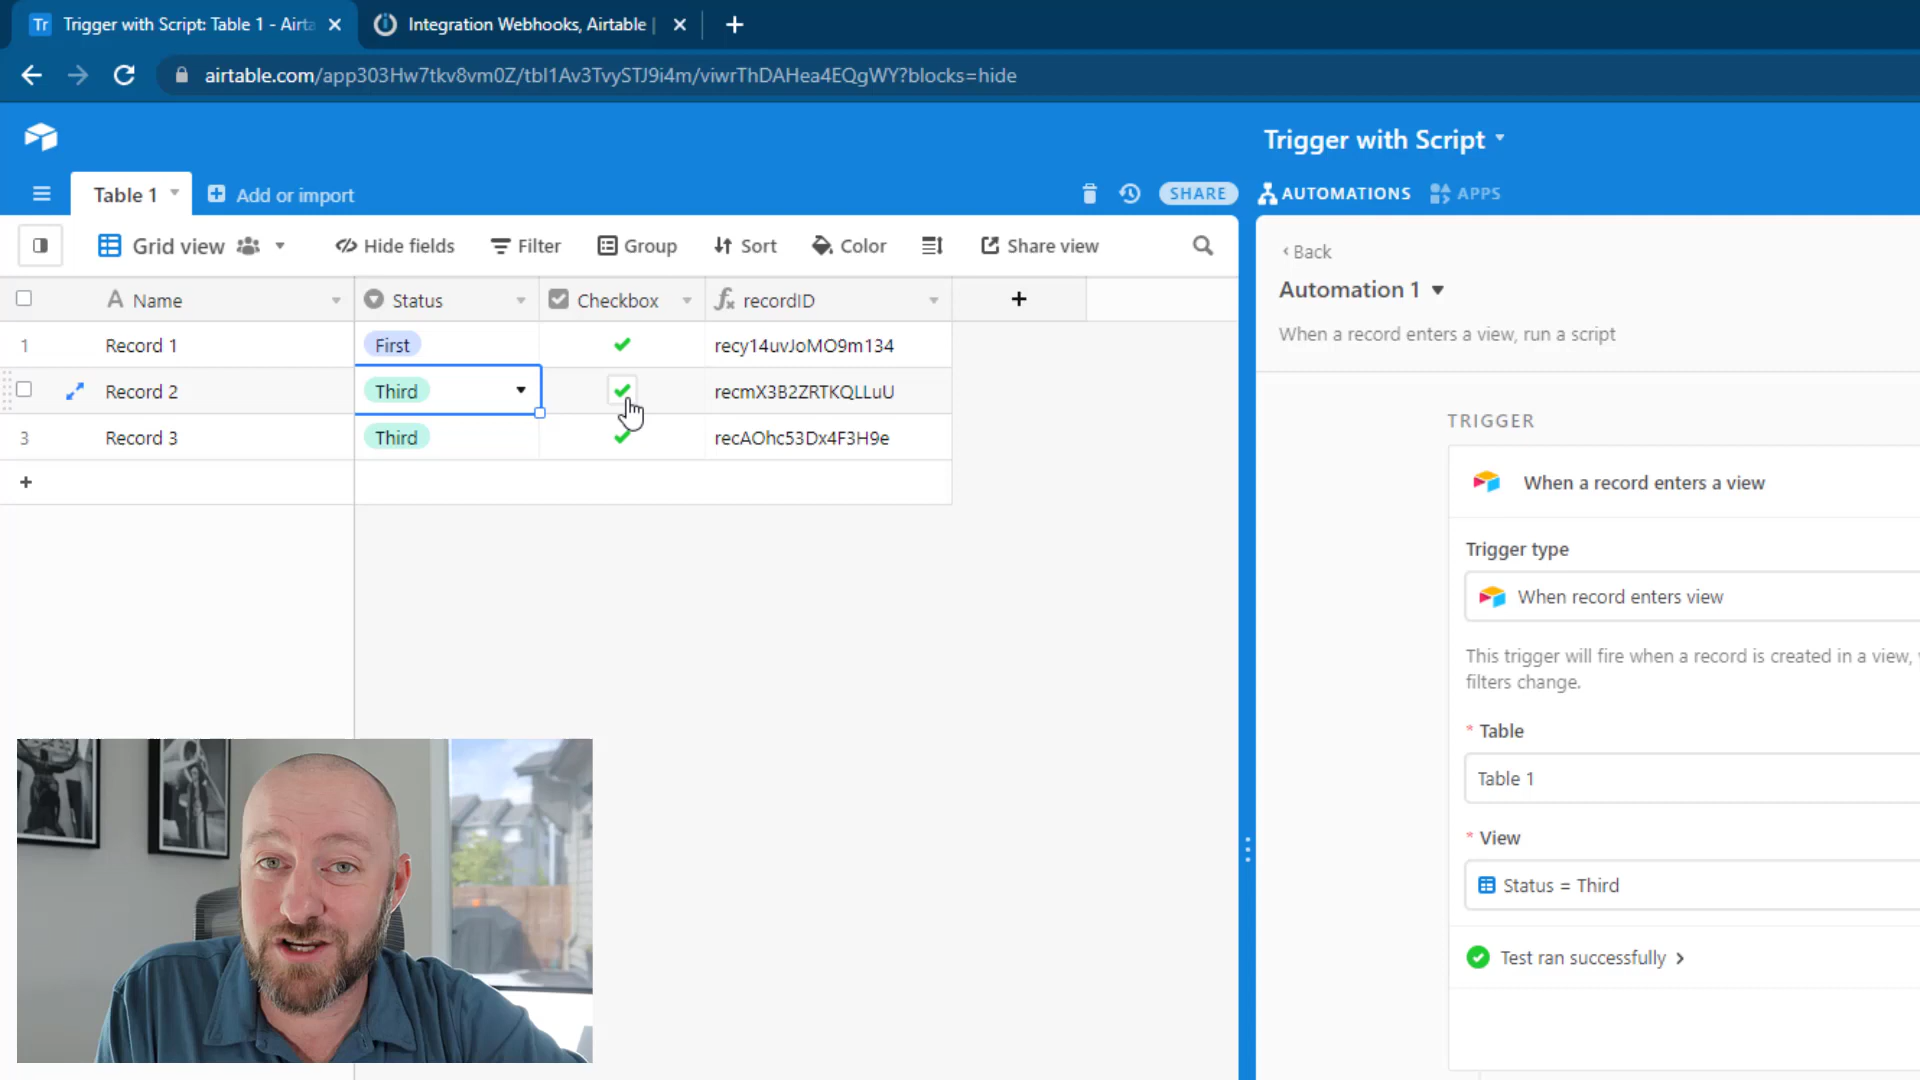 Tr Trigger with Script: Table 1 - Airta
Integration Webhooks, Airtable |
airtable.com/app303Hw7tkv8vm0Z/tbl1Av3TvySTJ9i4m/viwrThDAHea4EQgWY?blocks=hide
Trigger with Script
Table 1
Add or import
SHARE
AUTOMATIONS
APPS
Grid view
Hide fields
Filter
Group
Sort
Color
Share view
Back
Automation 1
When a record enters a view, run a script
A Name
Status
Checkbox
fx recordID
1 Record 1 First recy14uvJoMO9m134
Record 2 Third recmX3B2ZRTKQLLuU
3 Record 3 Third recAOhc53Dx4F3H9e
TRIGGER
When a record enters a view
Trigger type
When record enters view
This trigger will fire when a record is created in a view,
filters change.
* Table
Table 1
* View
Status = Third
Test ran successfully